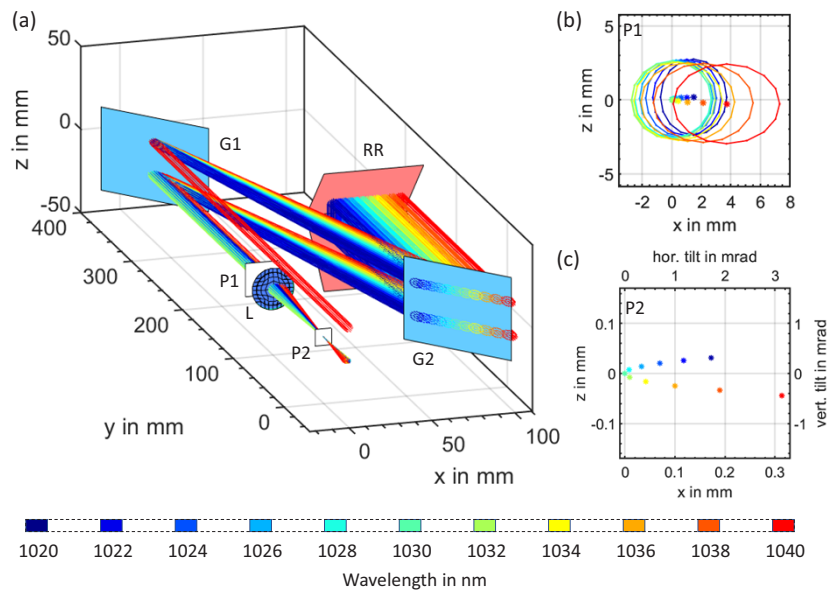 (a)
50
0
-50
z in mm
400
300
200
100
0
y in mm
0
50
100
x in mm
G1
RR
P1
L
P2
G2
(b)
P1
5
0
-5
z in mm
-2 0 2 4 6 8
x in mm
(c)
hor. tilt in mrad
0 1 2 3
P2
0.1
0
-0.1
z in mm
1
0
-1
vert. tilt in mrad
0 0.1 0.2 0.3
x in mm
1020 1022 1024 1026 1028 1030 1032 1034 1036 1038 1040
Wavelength in nm